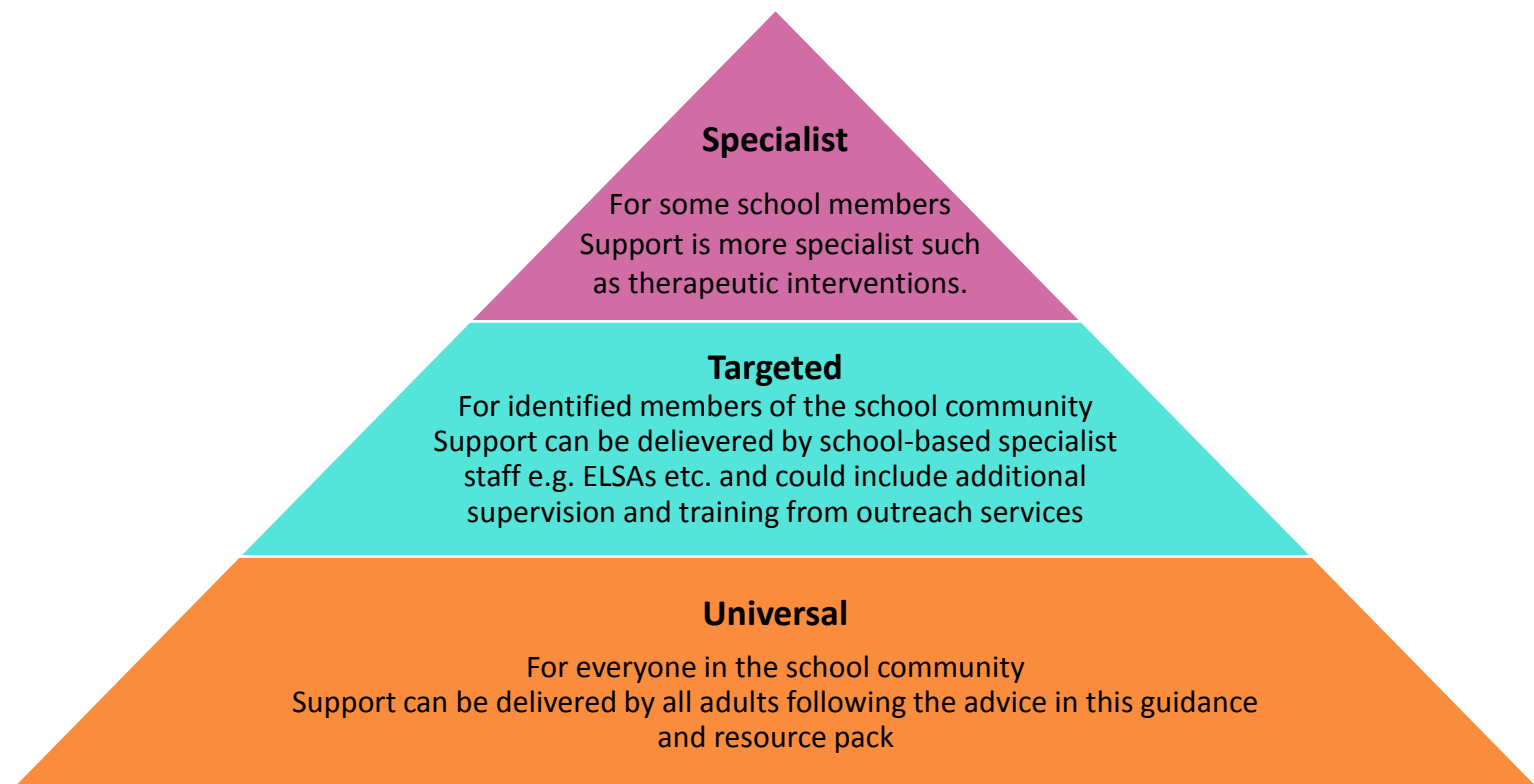 Specialist
For some school members
Support is more specialist such
as therapeutic interventions.
Targeted
For identified members of the school community
Support can be delievered by school-based specialist
staff e.g. ELSAs etc. and could include additional
supervision and training from outreach services
Universal
For everyone in the school community
Support can be delivered by all adults following the advice in this guidance
and resource pack